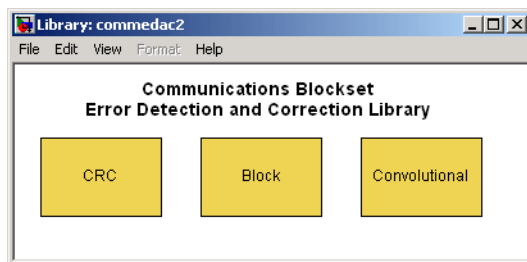 Library: commedac2
File Edit View Format Help
Communications Blockset
Error Detection and Correction Library
CRC Block Convolutional